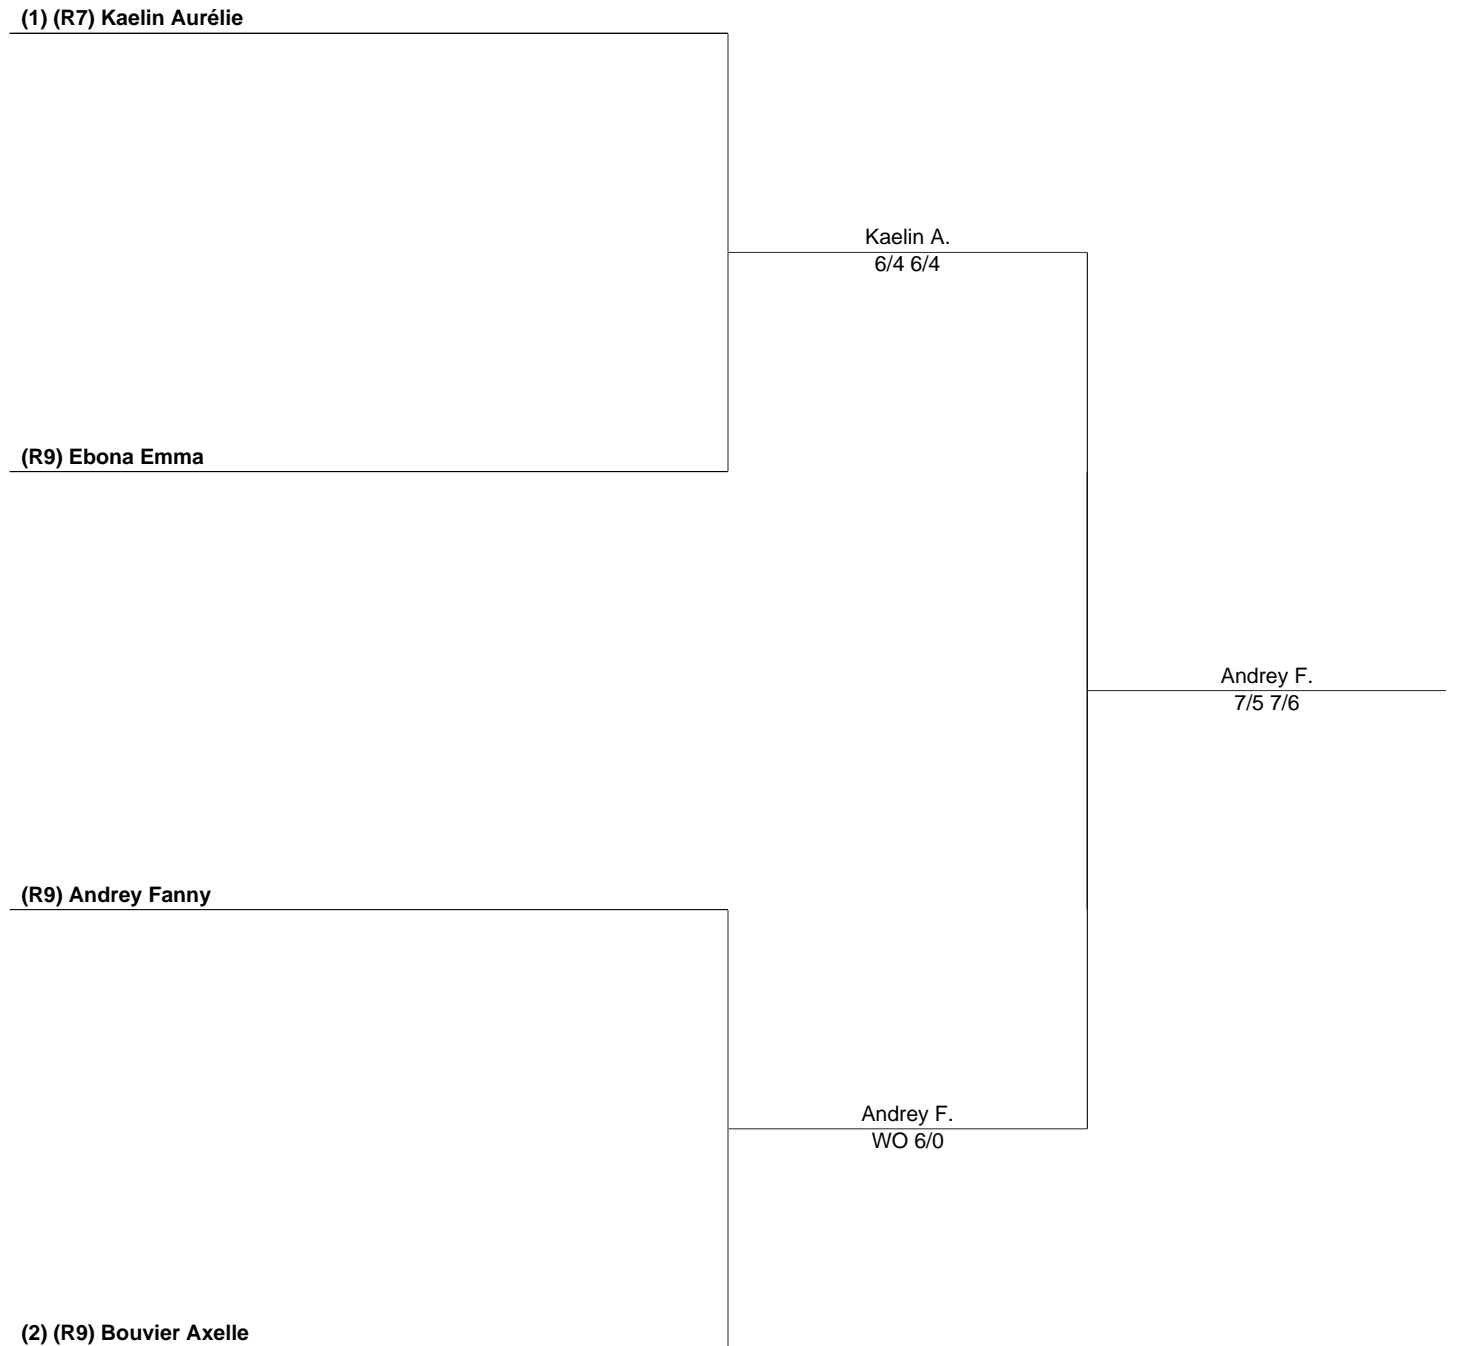 (1) (R7) Kaelin Aurélie
Kaelin A.
6/4 6/4
(R9) Ebona Emma
Andrey F.
7/5 7/6
(R9) Andrey Fanny
Andrey F.
WO 6/0
(2) (R9) Bouvier Axelle